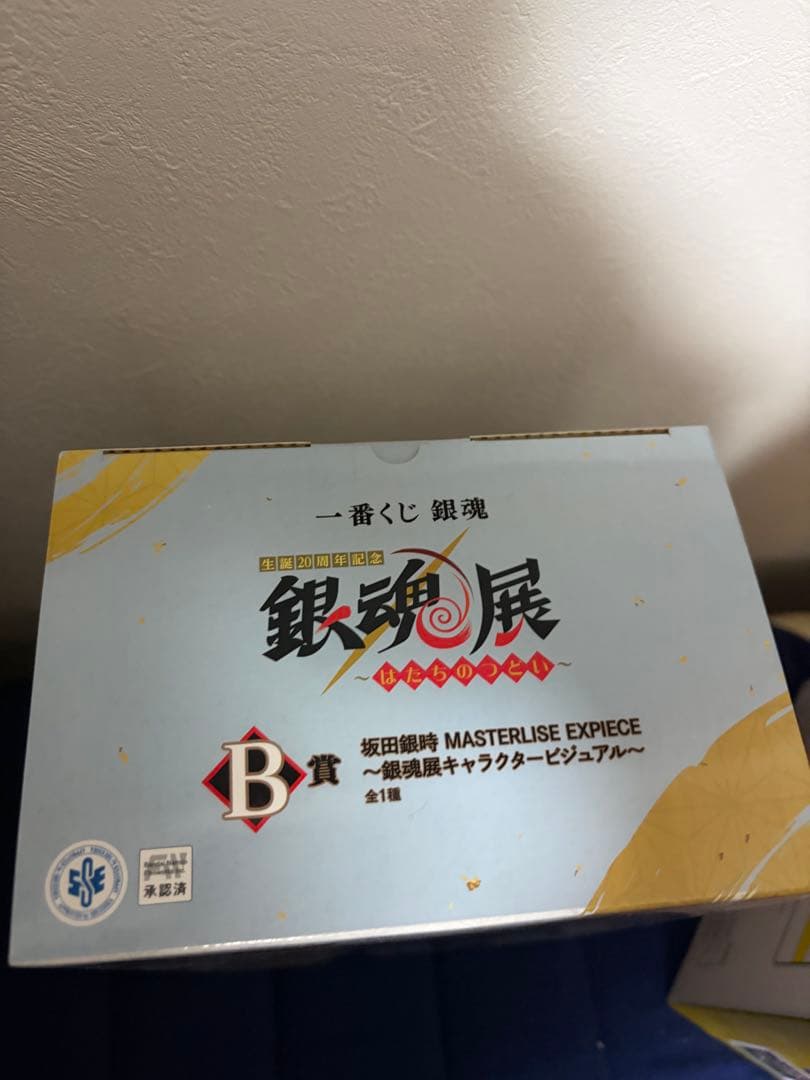 一番くじ 銀魂
生誕20周年記念
銀魂展
～はたちのつどい～
B賞
坂田銀時 MASTERLISE EXPIECE
～銀魂展キャラクタービジュアル～
全1種
承認済